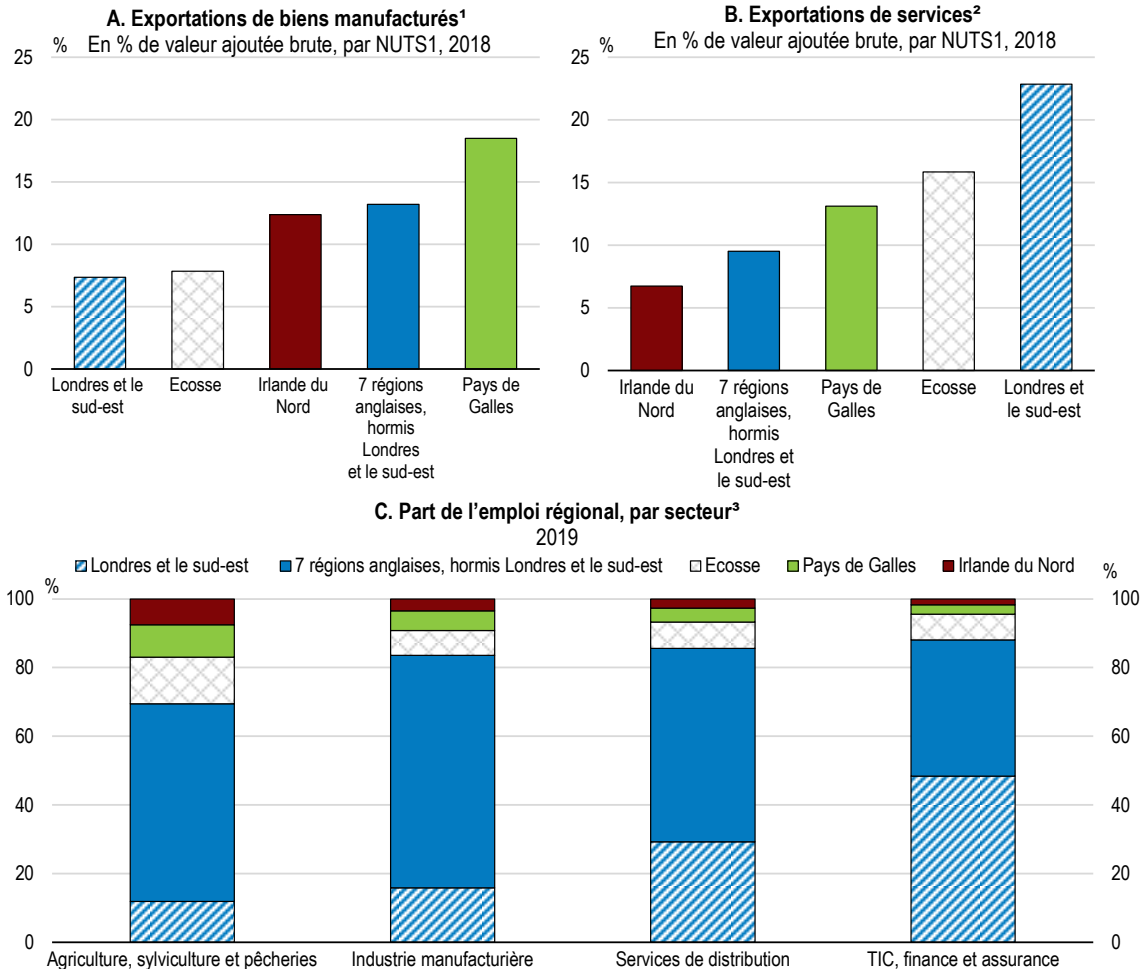 A. Exportations de biens manufacturés¹
En % de valeur ajoutée brute, par NUTS1, 2018
%
25
20
15
10
5
0
Londres et le
sud-est
Ecosse
Irlande du
Nord
7 régions
anglaises,
hormis
Londres
et le sud-est
Pays de
Galles
B. Exportations de services²
En % de valeur ajoutée brute, par NUTS1, 2018
%
25
20
15
10
5
0
Irlande du
Nord
7 régions
anglaises,
hormis
Londres et
le sud-est
Pays de
Galles
Ecosse
Londres et
le sud-est
C. Part de l'emploi régional, par secteur³
2019
Londres et le sud-est
7 régions anglaises, hormis Londres et le sud-est
Ecosse
Pays de Galles
Irlande du Nord
%
100
80
60
40
20
0
%
100
80
60
40
20
0
Agriculture, sylviculture et pêcheries
Industrie manufacturière
Services de distribution
TIC, finance et assurance